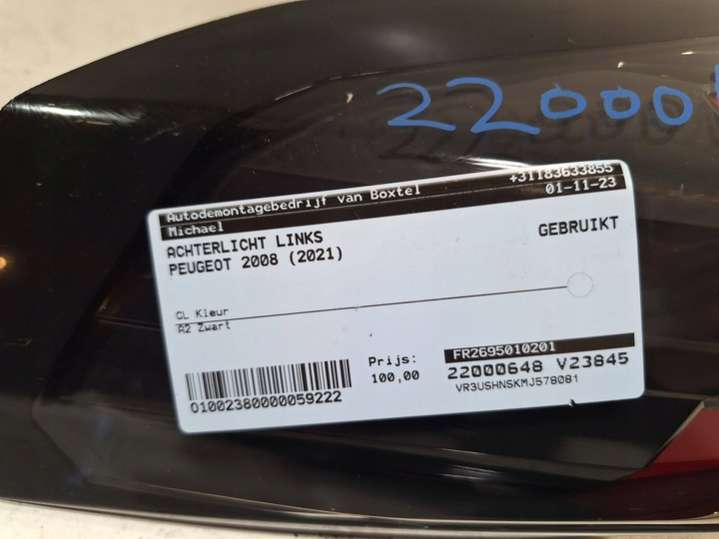 22000
Autodemontagebedrijf van Boxtel +31183633855
Michael 01-11-23
ACHTERLICHT LINKS GEBRUIKT
PEUGEOT 2008 (2021)
CL Kleur
A2 Zwart
FR2695010201
Prijs: 22000648 V23845
100,00 VR3USHNSKMJ578081
01002380000059222